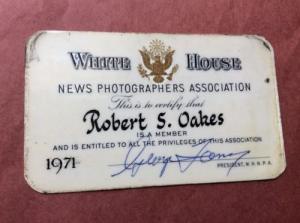 WHITE HOUSE
NEWS PHOTOGRAPHERS ASSOCIATION
This is to certify that
Robert S. Oakes
IS A MEMBER
AND IS ENTITLED TO ALL THE PRIVILEGES OF THIS ASSOCIATION
1971
PRESIDENT, W.H.N.P.A.